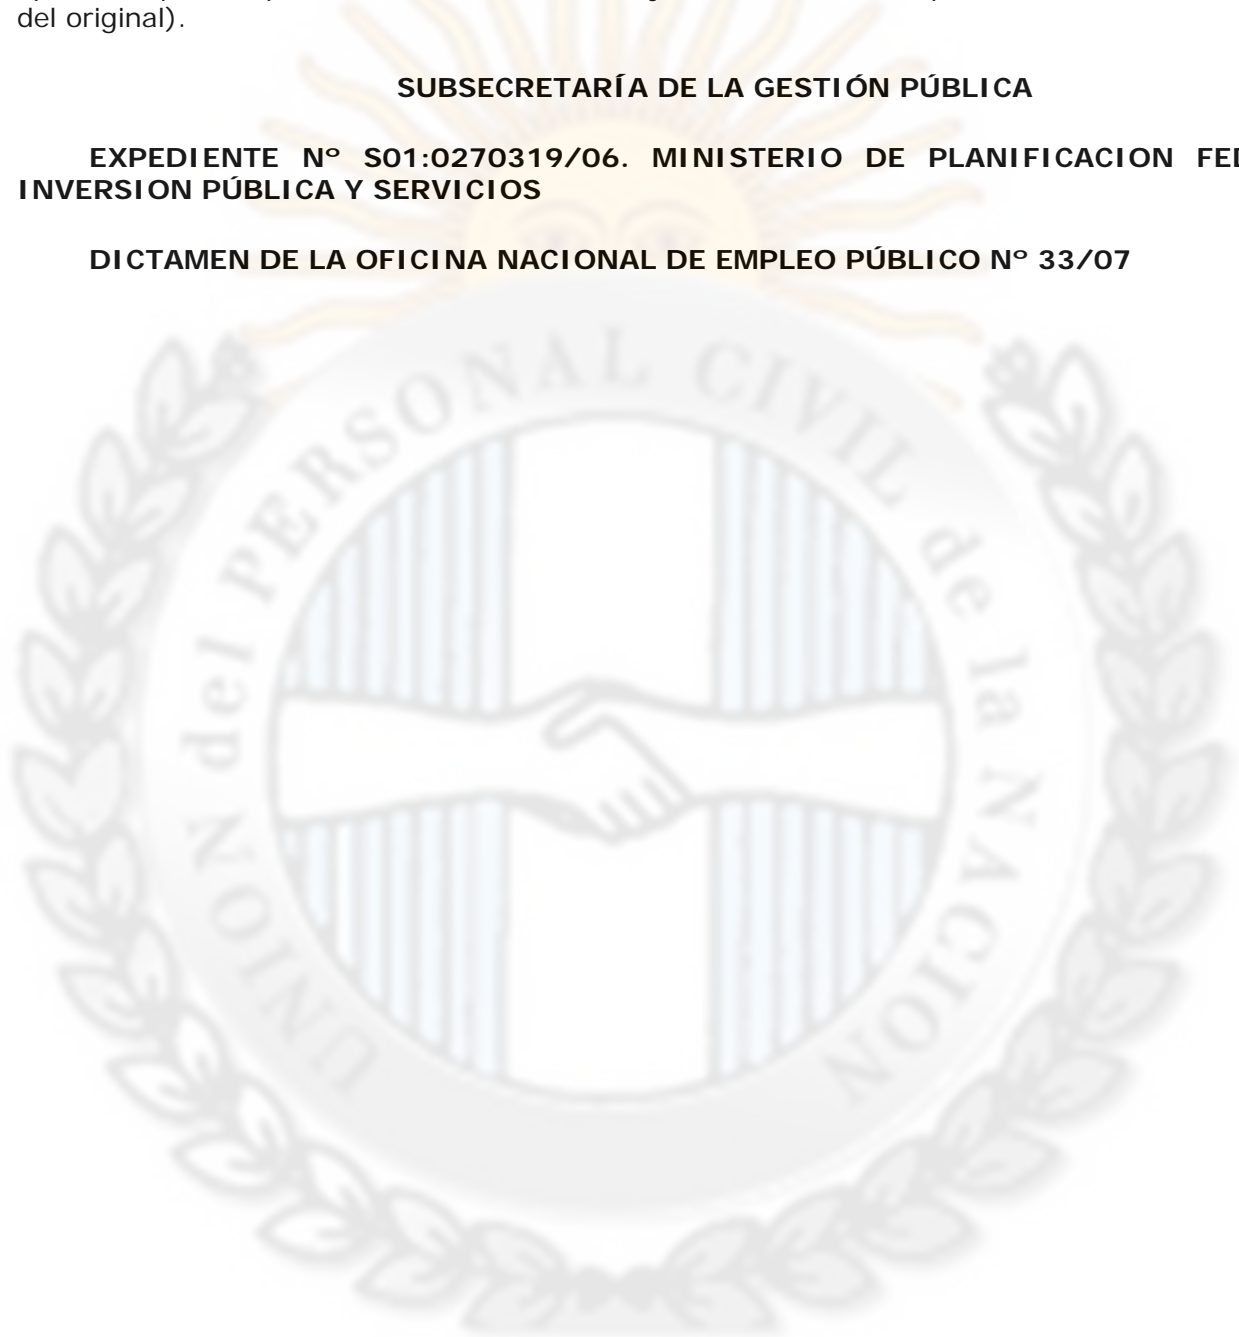 del original).
SUBSECRETARÍA DE LA GESTIÓN PÚBLICA
EXPEDIENTE Nº S01:0270319/06. MINISTERIO DE PLANIFICACION
INVERSION PÚBLICA Y SERVICIOS
DICTAMEN DE LA OFICINA NACIONAL DE EMPLEO PÚBLICO Nº 33/07
UNION del PERSONAL CIVIL de la NACION